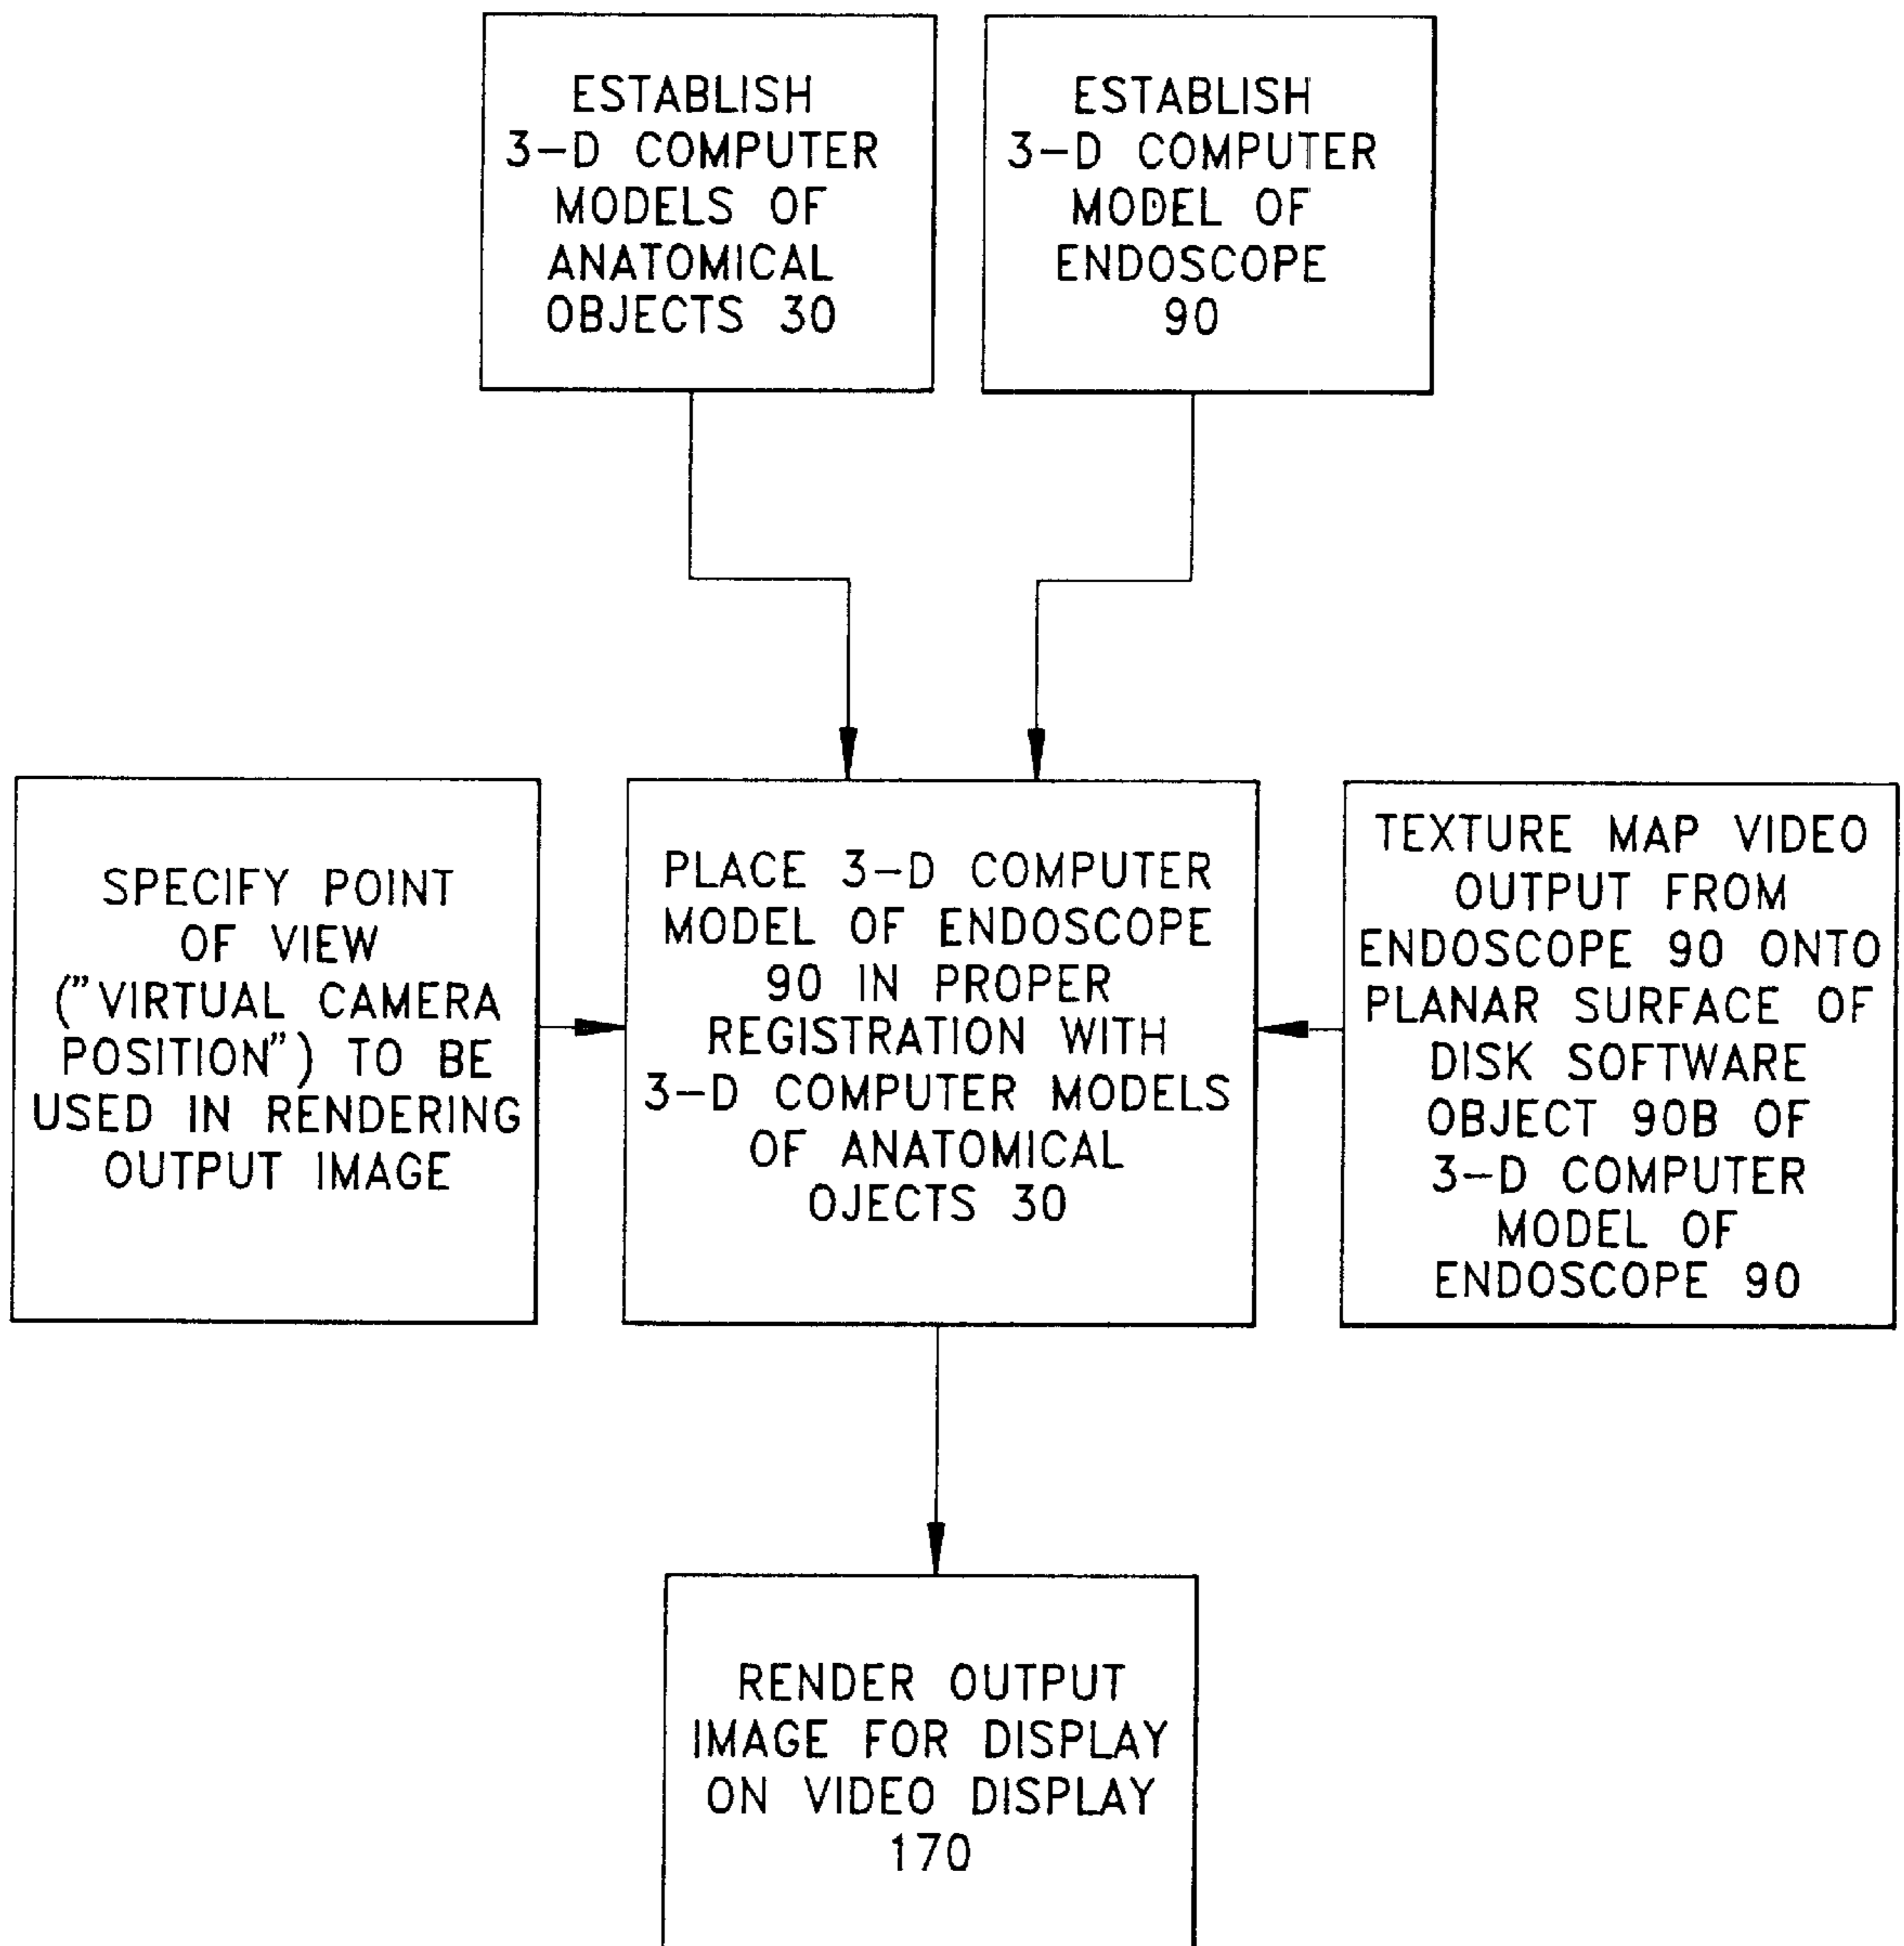 ESTABLISH
3-D COMPUTER
MODELS OF
ANATOMICAL
OBJECTS 30
ESTABLISH
3-D COMPUTER
MODEL OF
ENDOSCOPE
90
SPECIFY POINT
OF VIEW
("VIRTUAL CAMERA
POSITION") TO BE
USED IN RENDERING
OUTPUT IMAGE
PLACE 3-D COMPUTER
MODEL OF ENDOSCOPE
90 IN PROPER
REGISTRATION WITH
3-D COMPUTER MODELS
OF ANATOMICAL
OJECTS 30
TEXTURE MAP VIDEO
OUTPUT FROM
ENDOSCOPE 90 ONTO
PLANAR SURFACE OF
DISK SOFTWARE
OBJECT 90B OF
3-D COMPUTER
MODEL OF
ENDOSCOPE 90
RENDER OUTPUT
IMAGE FOR DISPLAY
ON VIDEO DISPLAY
170